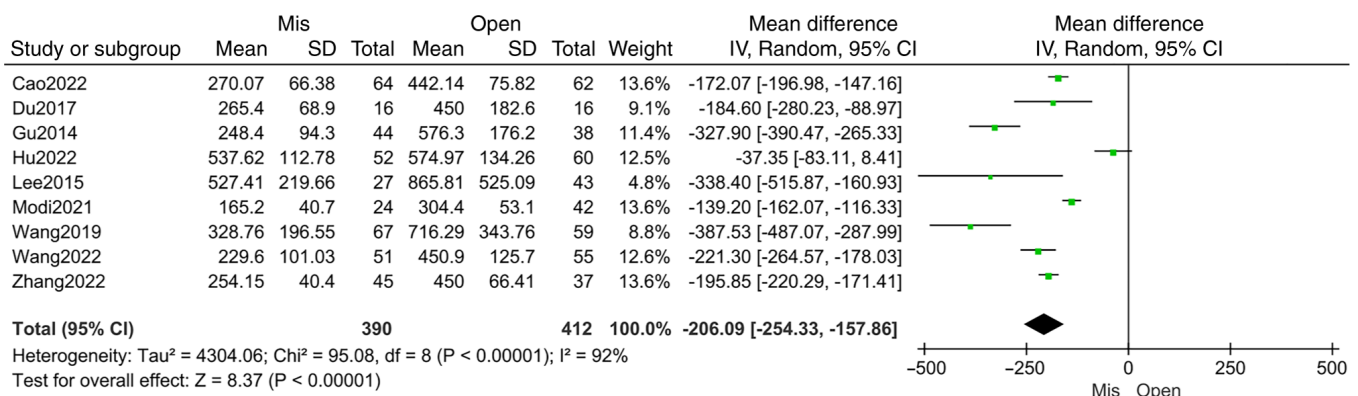 Mis Open Mean difference Mean difference
Study or subgroup Mean SD Total Mean SD Total Weight IV, Random, 95% CI IV, Random, 95% CI
Cao2022 270.07 66.38 64 442.14 75.82 62 13.6% -172.07 [-196.98, -147.16]
Du2017 265.4 68.9 16 450 182.6 16 9.1% -184.60 [-280.23, -88.97]
Gu2014 248.4 94.3 44 576.3 176.2 38 11.4% -327.90 [-390.47, -265.33]
Hu2022 537.62 112.78 52 574.97 134.26 60 12.5% -37.35 [-83.11, 8.41]
Lee2015 527.41 219.66 27 865.81 525.09 43 4.8% -338.40 [-515.87, -160.93]
Modi2021 165.2 40.7 24 304.4 53.1 42 13.6% -139.20 [-162.07, -116.33]
Wang2019 328.76 196.55 67 716.29 343.76 59 8.8% -387.53 [-487.07, -287.99]
Wang2022 229.6 101.03 51 450.9 125.7 55 12.6% -221.30 [-264.57, -178.03]
Zhang2022 254.15 40.4 45 450 66.41 37 13.6% -195.85 [-220.29, -171.41]
Total (95% CI) 390 412 100.0% -206.09 [-254.33, -157.86]
Heterogeneity: Tau² = 4304.06; Chi² = 95.08, df = 8 (P < 0.00001); I² = 92%
Test for overall effect: Z = 8.37 (P < 0.00001)
−500 −250 0 250 500
Mis Open